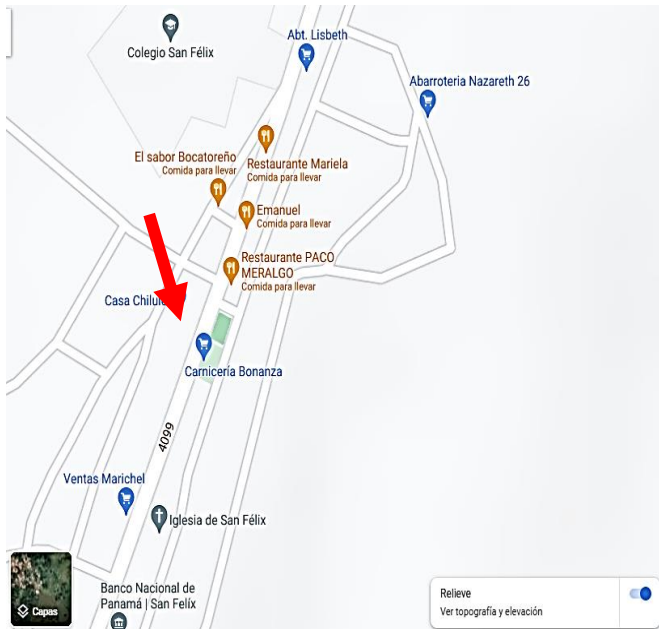 Abt. Lisbeth
Colegio San Félix
Abarroteria Nazareth 26
El sabor Bocatoreño
Comida para llevar
Restaurante Mariela
Comida para llevar
Emanuel
Comida para llevar
Restaurante PACO
MERALGO
Comida para llevar
Casa
Carnicería Bonanza
4099
Ventas Marichel
Iglesia de San Félix
Banco Nacional de
Panamá | San Felíx
Capas
Relieve
Ver topografía y elevación